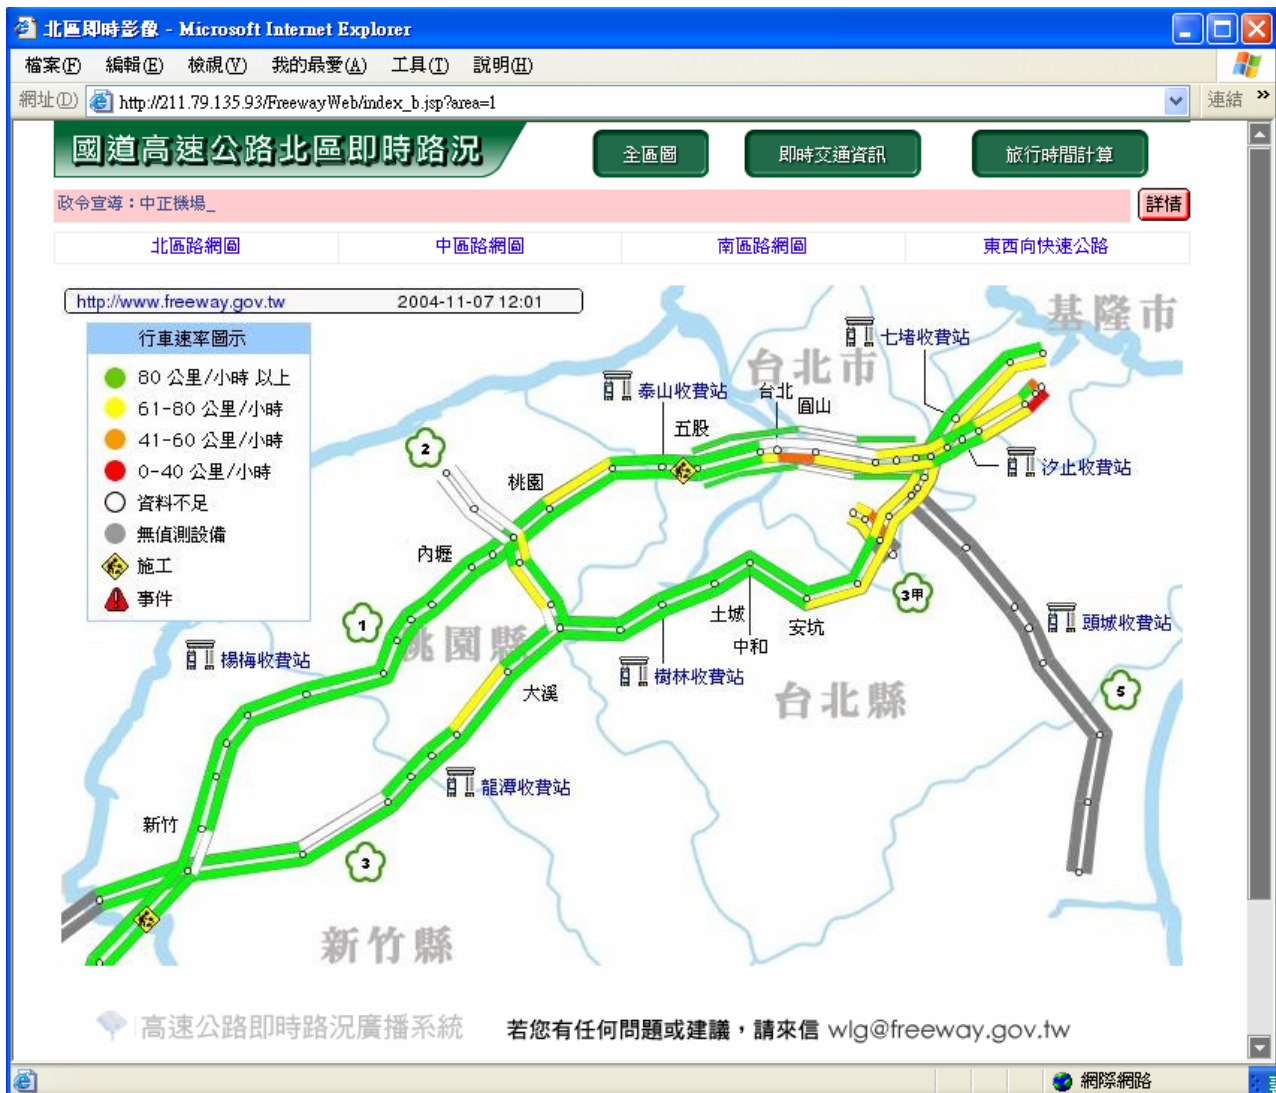 北區即時影像 - Microsoft Internet Explorer
檔案(F) 編輯(E) 檢視(V) 我的最愛(A) 工具(T) 說明(H)
網址(D) http://211.79.135.93/FreewayWeb/index_b.jsp?area=1 連結 »
國道高速公路北區即時路況 全區圖 即時交通資訊 旅行時間計算
政令宣導：中正機場_ 詳情
北區路網圖 中區路網圖 南區路網圖 東西向快速公路
http://www.freeway.gov.tw 2004-11-07 12:01
行車速率圖示
80 公里/小時 以上
61-80 公里/小時
41-60 公里/小時
0-40 公里/小時
資料不足
無偵測設備
施工
事件
基隆市
七堵收費站
台北市
泰山收費站
台北
圓山
五股
汐止收費站
2
桃園
內壢
3甲
1
土城
中和
安坑
頭城收費站
桃園縣
楊梅收費站
樹林收費站
大溪
台北縣
5
龍潭收費站
新竹
3
新竹縣
高速公路即時路況廣播系統 若您有任何問題或建議，請來信 wlg@freeway.gov.tw
網際網路